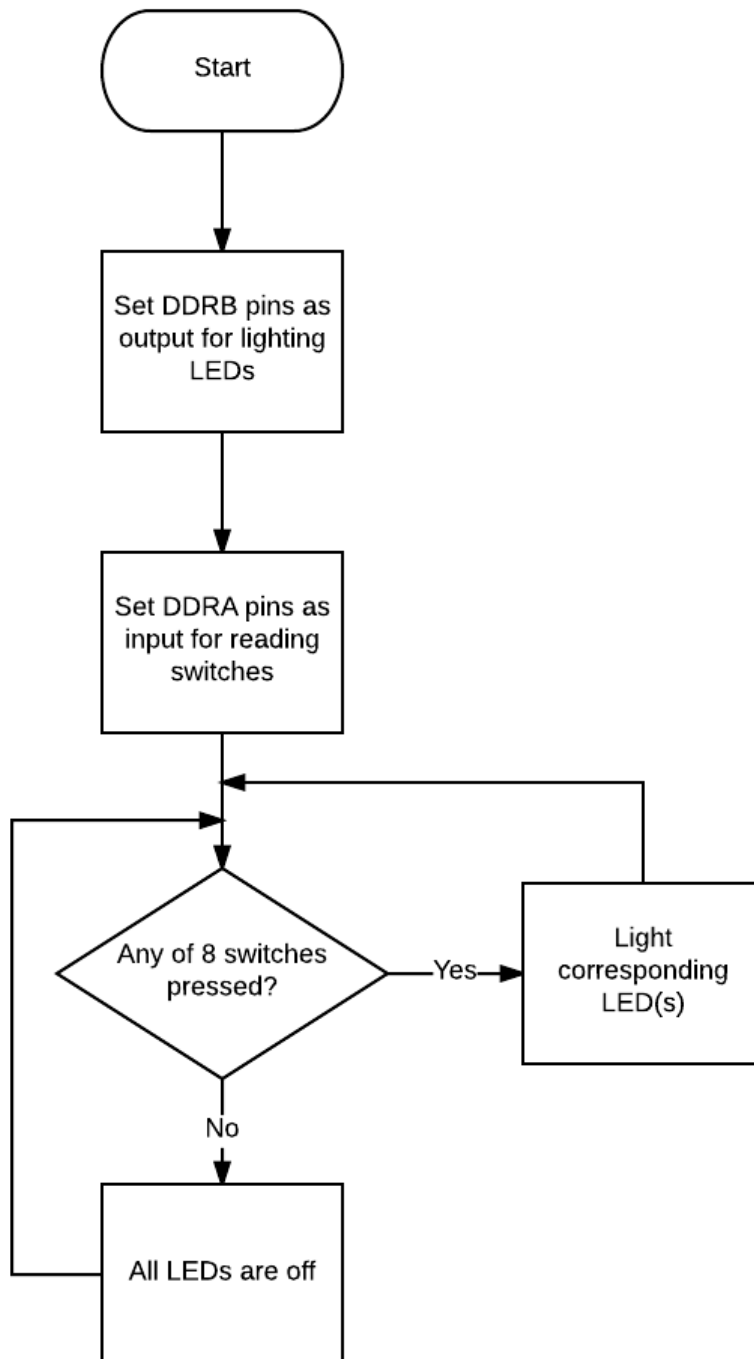 Start
Set DDRB pins as
output for lighting
LEDs
Set DDRA pins as
input for reading
switches
Any of 8 switches
pressed?
Yes
Light
corresponding
LED(s)
No
All LEDs are off